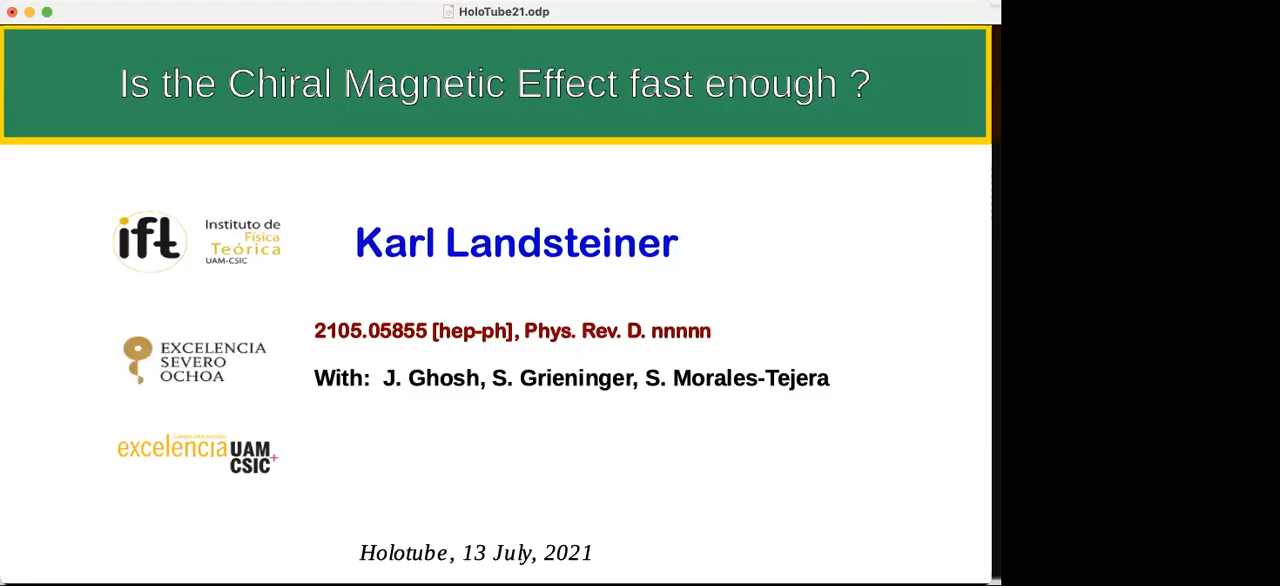 HoloTube21.odp
Is the Chiral Magnetic Effect fast enough ?
ift
Instituto de
Física
Teórica
UAM-CSIC
Karl Landsteiner
2105.05855 [hep-ph], Phys. Rev. D. nnnnn
EXCELENCIA
SEVERO
OCHOA
With: J. Ghosh, S. Grieninger, S. Morales-Tejera
excelencia UAM
CSIC+
Holotube, 13 July, 2021